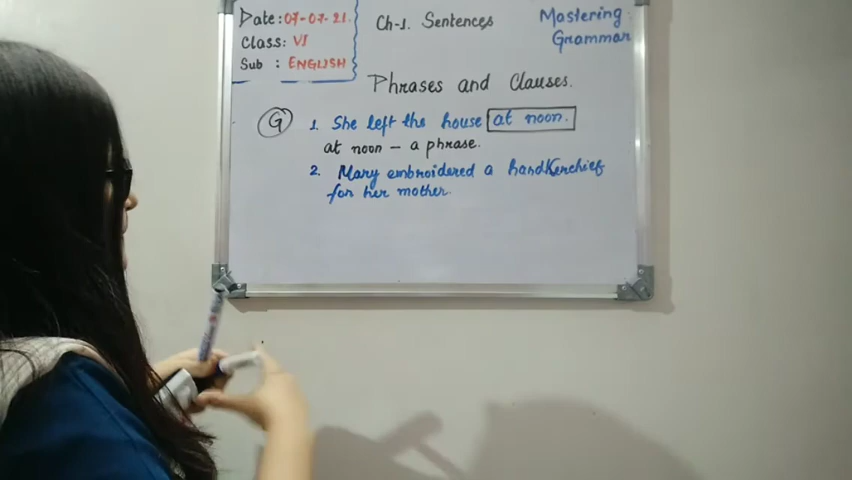 Date: 07-07-21.
Class: VI
Sub : ENGLISH
Ch-1. Sentences
Mastering
Grammar
Phrases and Clauses.
G 1. She left the house at noon.
at noon – a phrase.
2. Mary embroidered a handkerchief
for her mother.